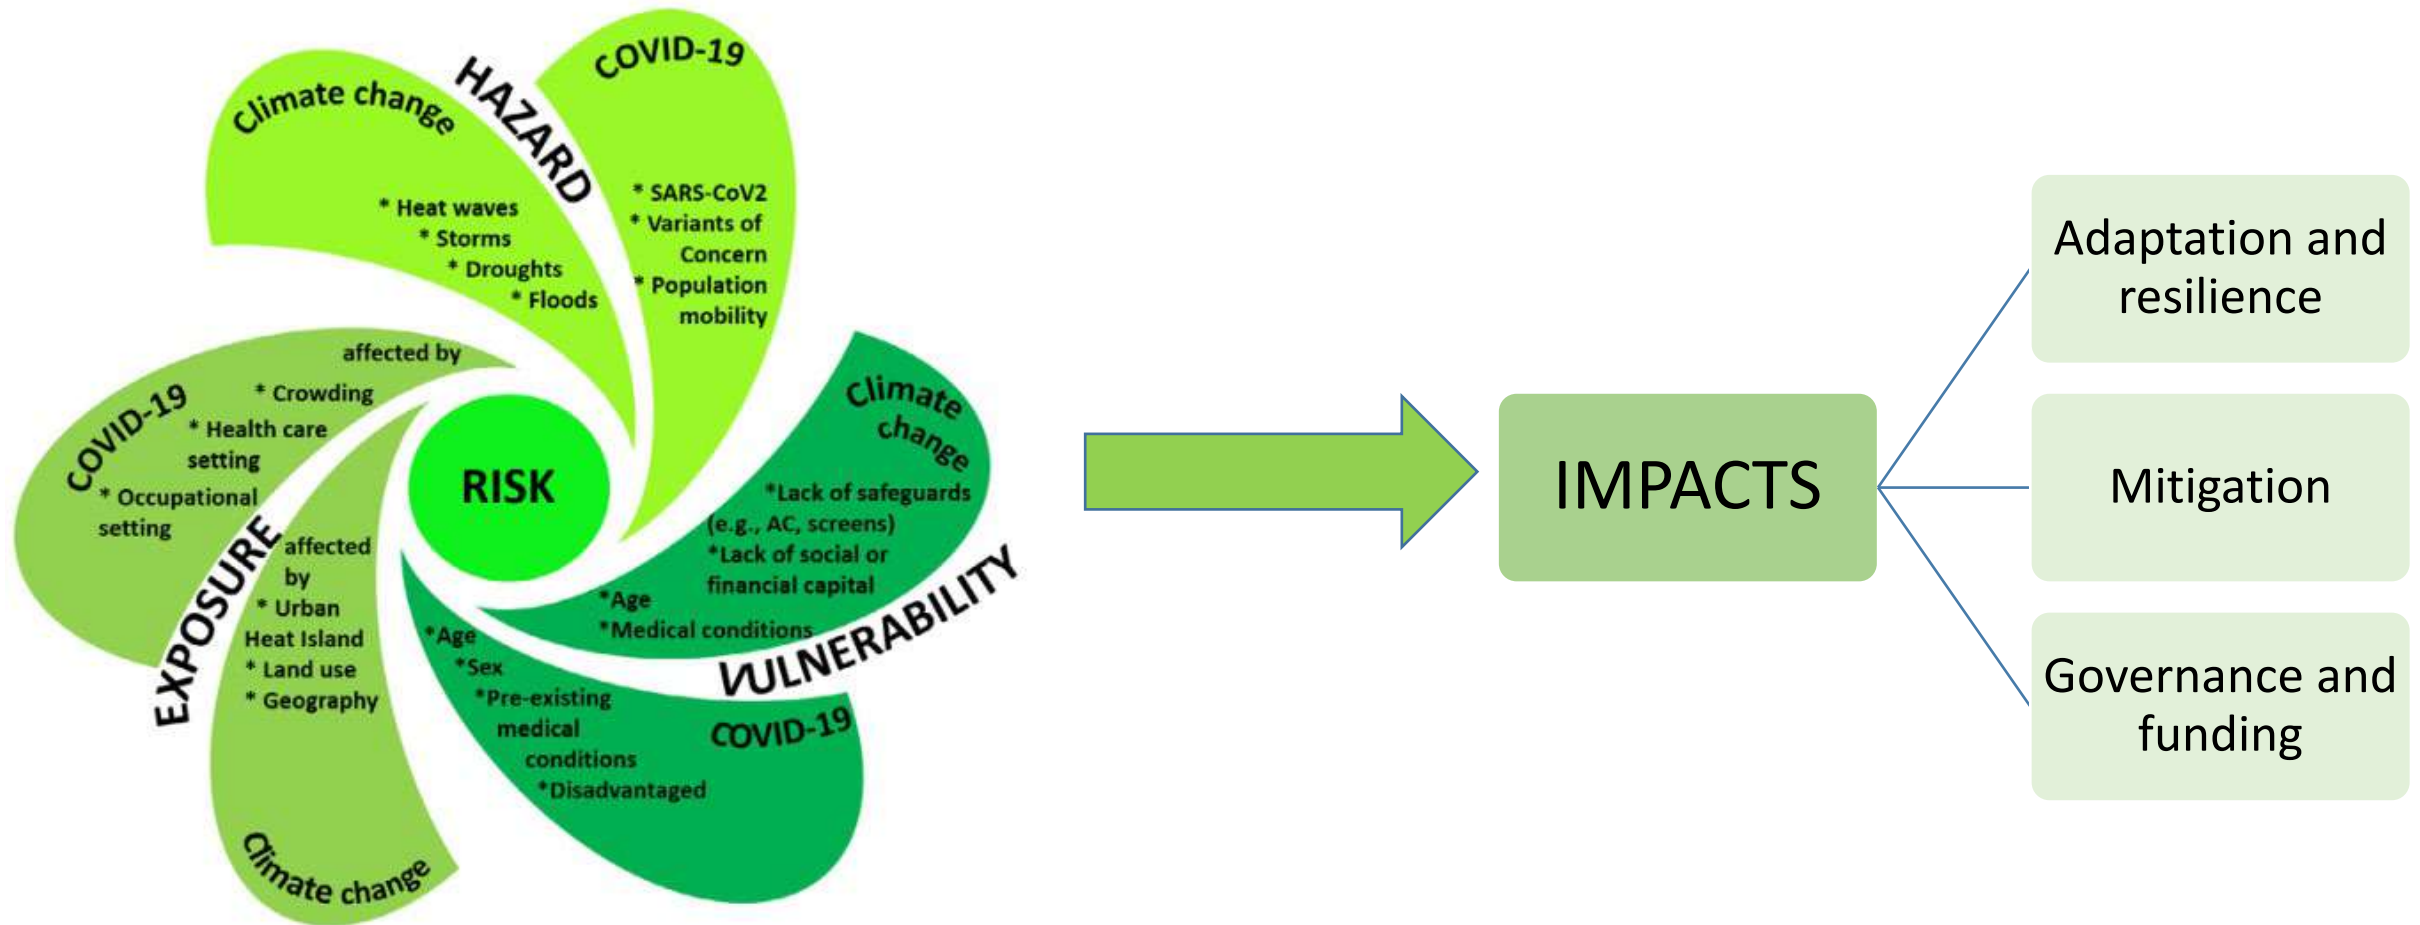 HAZARD
Climate change
* Heat waves
* Storms
* Droughts
* Floods
COVID-19
* SARS-CoV2
* Variants of
Concern
* Population
mobility
VULNERABILITY
Climate
change
*Lack of safeguards
(e.g., AC, screens)
*Lack of social or
financial capital
*Age
*Medical conditions
COVID-19
*Age
*Sex
*Pre-existing
medical
conditions
*Disadvantaged
EXPOSURE
COVID-19
affected by
* Crowding
* Health care
setting
* Occupational
setting
Climate change
affected
by
* Urban
Heat Island
* Land use
* Geography
RISK
IMPACTS
Adaptation and
resilience
Mitigation
Governance and
funding